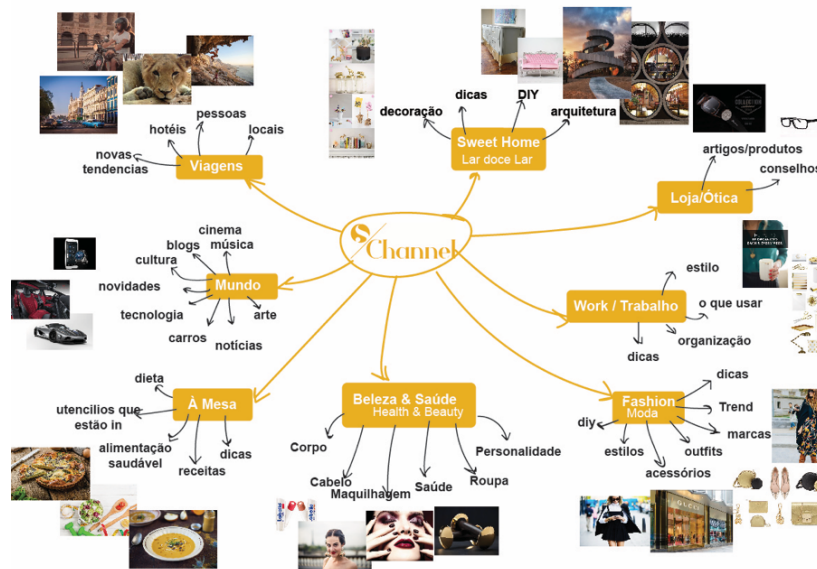 S/Channel
Viagens
novas
tendencias
hotéis
pessoas
locais
Sweet Home
Lar doce Lar
decoração
dicas
DIY
arquitetura
Loja/Ótica
artigos/produtos
conselhos
Mundo
cinema
música
blogs
cultura
novidades
tecnologia
carros
notícias
arte
Work / Trabalho
estilo
o que usar
organização
dicas
À Mesa
dieta
utencilios que
estão in
alimentação
saudável
receitas
dicas
Beleza & Saúde
Health & Beauty
Corpo
Cabelo
Maquilhagem
Saúde
Roupa
Personalidade
Fashion
Moda
dicas
Trend
marcas
outfits
acessórios
estilos
diy
GUCCI